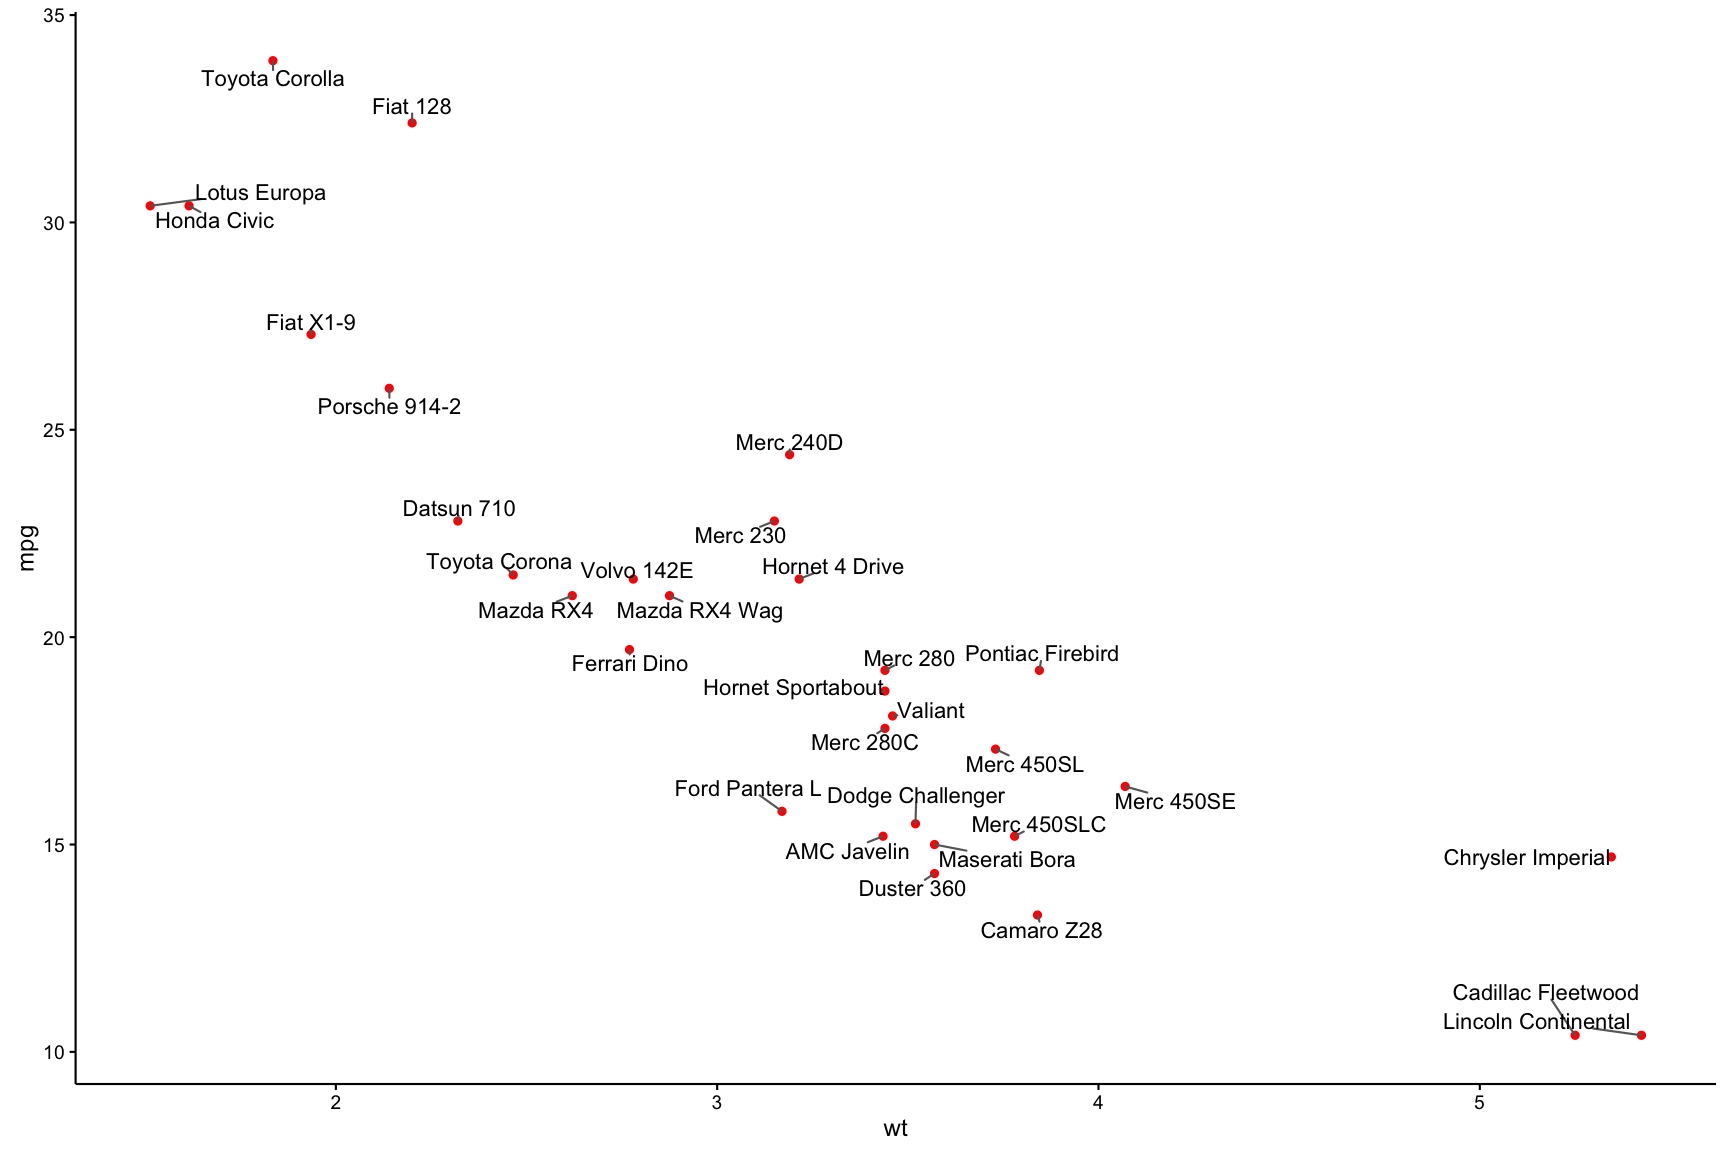 35
Toyota Corolla
Fiat 128
Lotus Europa
Honda Civic
30
Fiat X1-9
Porsche 914-2
25
Merc 240D
Datsun 710
Merc 230
mpg
Toyota Corona
Volvo 142E
Hornet 4 Drive
Mazda RX4
Mazda RX4 Wag
20
Ferrari Dino
Merc 280
Pontiac Firebird
Hornet Sportabout
Valiant
Merc 280C
Merc 450SL
Ford Pantera L
Dodge Challenger
Merc 450SE
Merc 450SLC
15
AMC Javelin
Maserati Bora
Chrysler Imperial
Duster 360
Camaro Z28
Cadillac Fleetwood
Lincoln Continental
10
2
3
4
5
wt